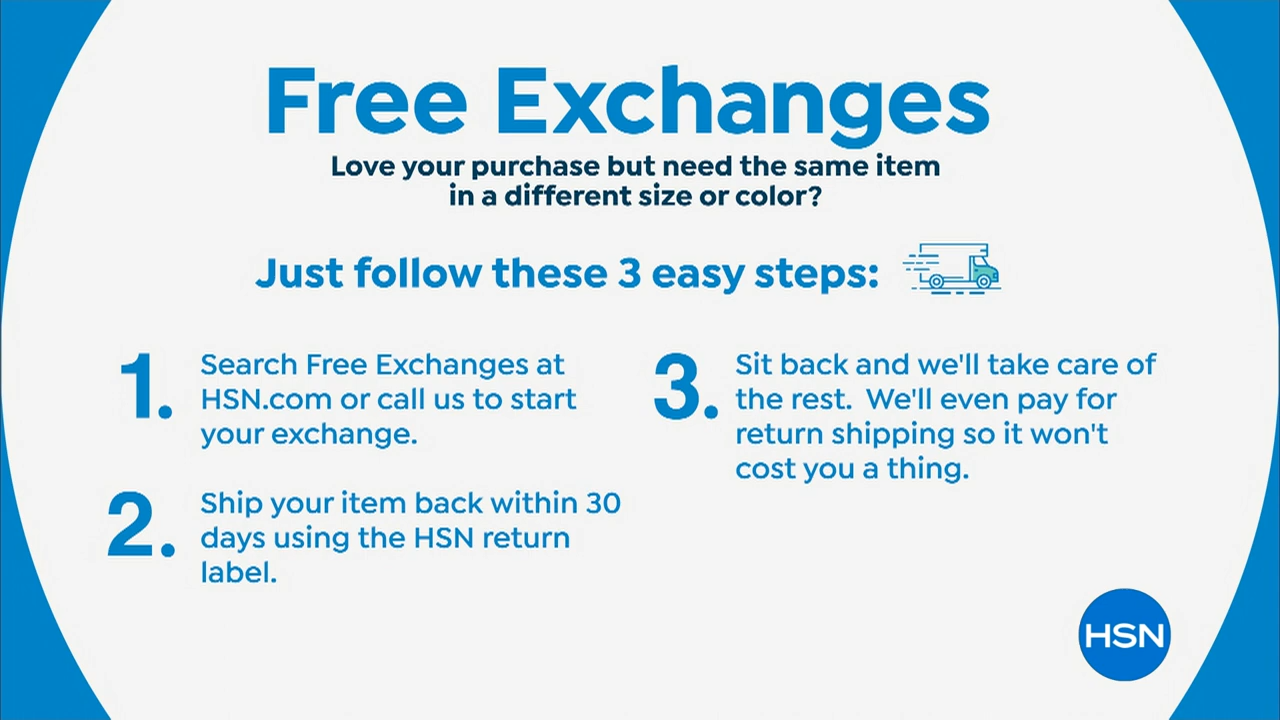 Free Exchanges
Love your purchase but need the same item
in a different size or color?
Just follow these 3 easy steps:
1. Search Free Exchanges at
HSN.com or call us to start
your exchange.
2. Ship your item back within 30
days using the HSN return
label.
3. Sit back and we'll take care of
the rest.  We'll even pay for
return shipping so it won't
cost you a thing.
HSN